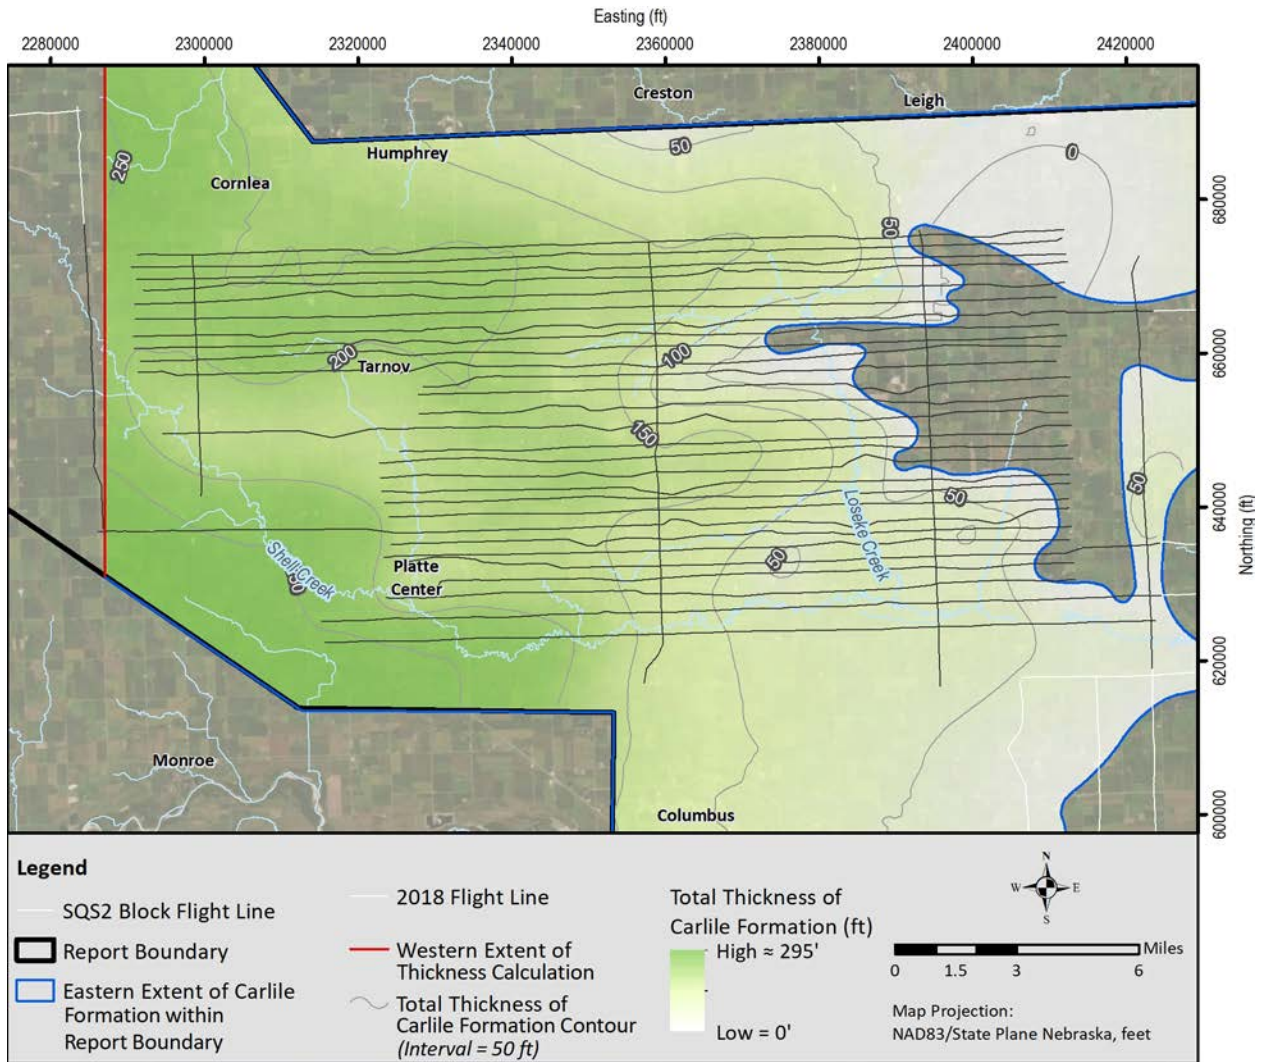 Easting (ft)
2280000 2300000 2320000 2340000 2360000 2380000 2400000 2420000
Creston
Leigh
50
0
Humphrey
250
Cornlea
680000
50
200
Tarnov
100
660000
150
50
50
Loseke Creek
640000
Northing (ft)
Shell Creek
50
Platte
Center
620000
Monroe
Columbus
600000
Legend
SQS2 Block Flight Line
Report Boundary
Eastern Extent of Carlile
Formation within
Report Boundary
2018 Flight Line
Western Extent of
Thickness Calculation
Total Thickness of
Carlile Formation Contour
(Interval = 50 ft)
Total Thickness of
Carlile Formation (ft)
High ≈ 295'
Low = 0'
N
W E
S
Miles
0 1.5 3 6
Map Projection:
NAD83/State Plane Nebraska, feet